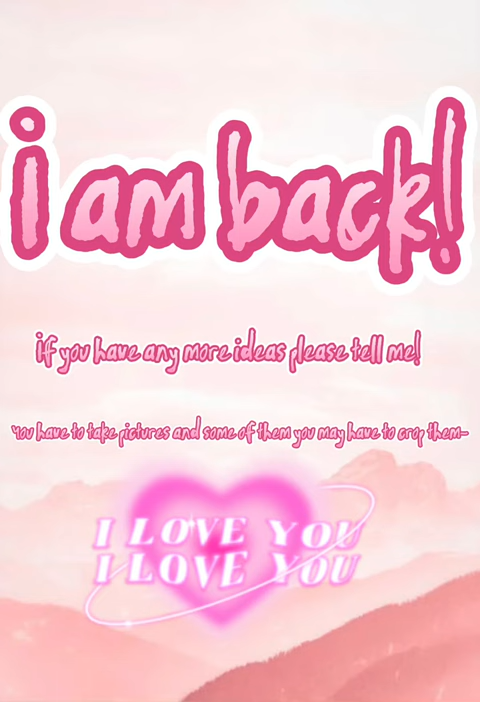 i am back!
if you have any more ideas please tell me!
you have to take pictures and some of them you may have to crop them-
I LOVE YOU
I LOVE YOU